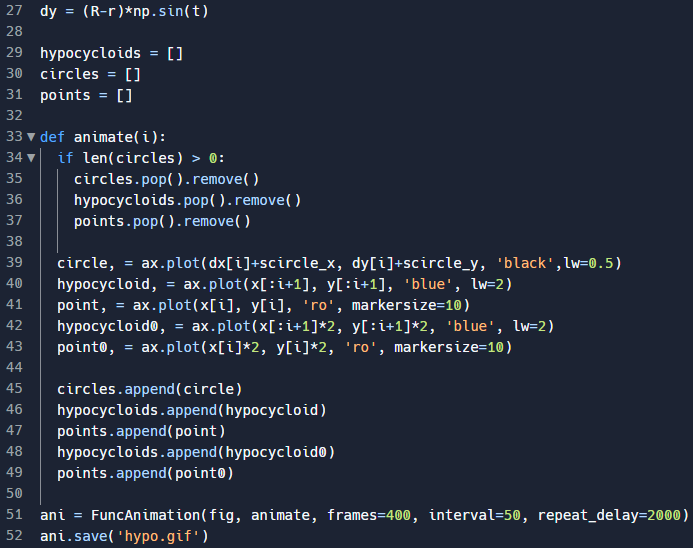 27 dy = (R-r)*np.sin(t)
28
29 hypocycloids = []
30 circles = []
31 points = []
32
33 def animate(i):
34 if len(circles) > 0:
35 circles.pop().remove()
36 hypocycloids.pop().remove()
37 points.pop().remove()
38
39 circle, = ax.plot(dx[i]+scircle_x, dy[i]+scircle_y, 'black',lw=0.5)
40 hypocycloid, = ax.plot(x[:i+1], y[:i+1], 'blue', lw=2)
41 point, = ax.plot(x[i], y[i], 'ro', markersize=10)
42 hypocycloid0, = ax.plot(x[:i+1]*2, y[:i+1]*2, 'blue', lw=2)
43 point0, = ax.plot(x[i]*2, y[i]*2, 'ro', markersize=10)
44
45 circles.append(circle)
46 hypocycloids.append(hypocycloid)
47 points.append(point)
48 hypocycloids.append(hypocycloid0)
49 points.append(point0)
50
51 ani = FuncAnimation(fig, animate, frames=400, interval=50, repeat_delay=2000)
52 ani.save('hypo.gif')